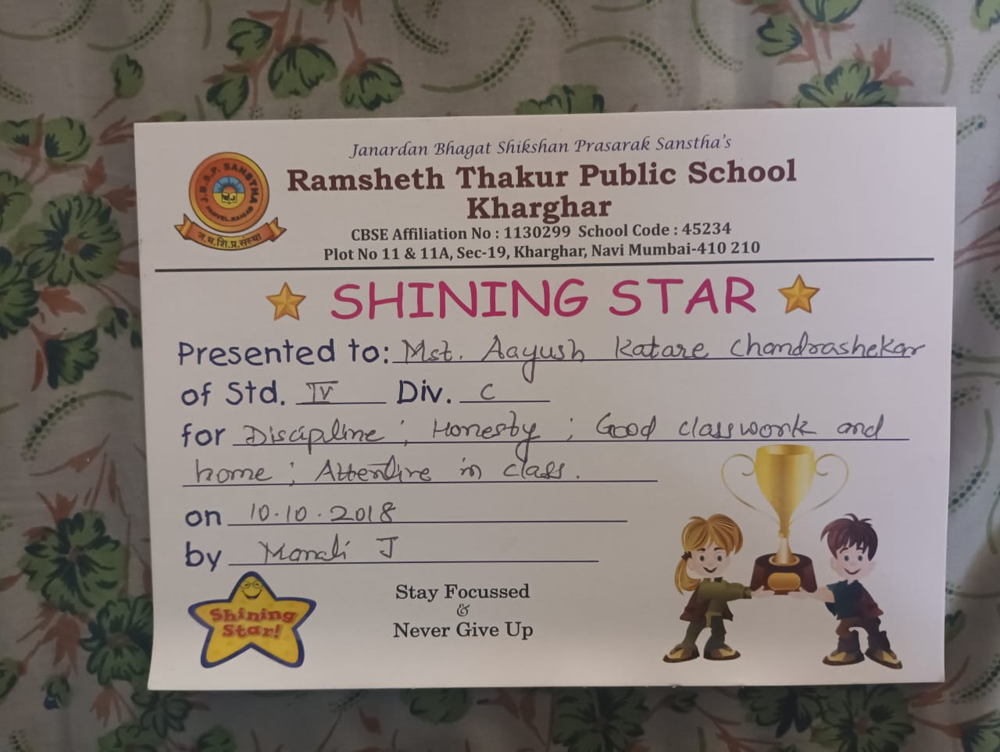 Janardan Bhagat Shikshan Prasarak Sanstha's
Ramsheth Thakur Public School
Kharghar
CBSE Affiliation No : 1130299 School Code : 45234
Plot No 11 & 11A, Sec-19, Kharghar, Navi Mumbai-410 210
J.B.S.P. SANSTHA
PANVEL.RAIGAD
ज.भ.शि.प्र.संस्था
SHINING STAR
Presented to: Mst. Aayush Katare Chandrashekar
of Std. IV Div. C
for Discipline ; Honesty ; Good classwork and
home ; Attentive in class.
on 10.10.2018
by Monali J
Shining
Star!
Stay Focussed
&
Never Give Up